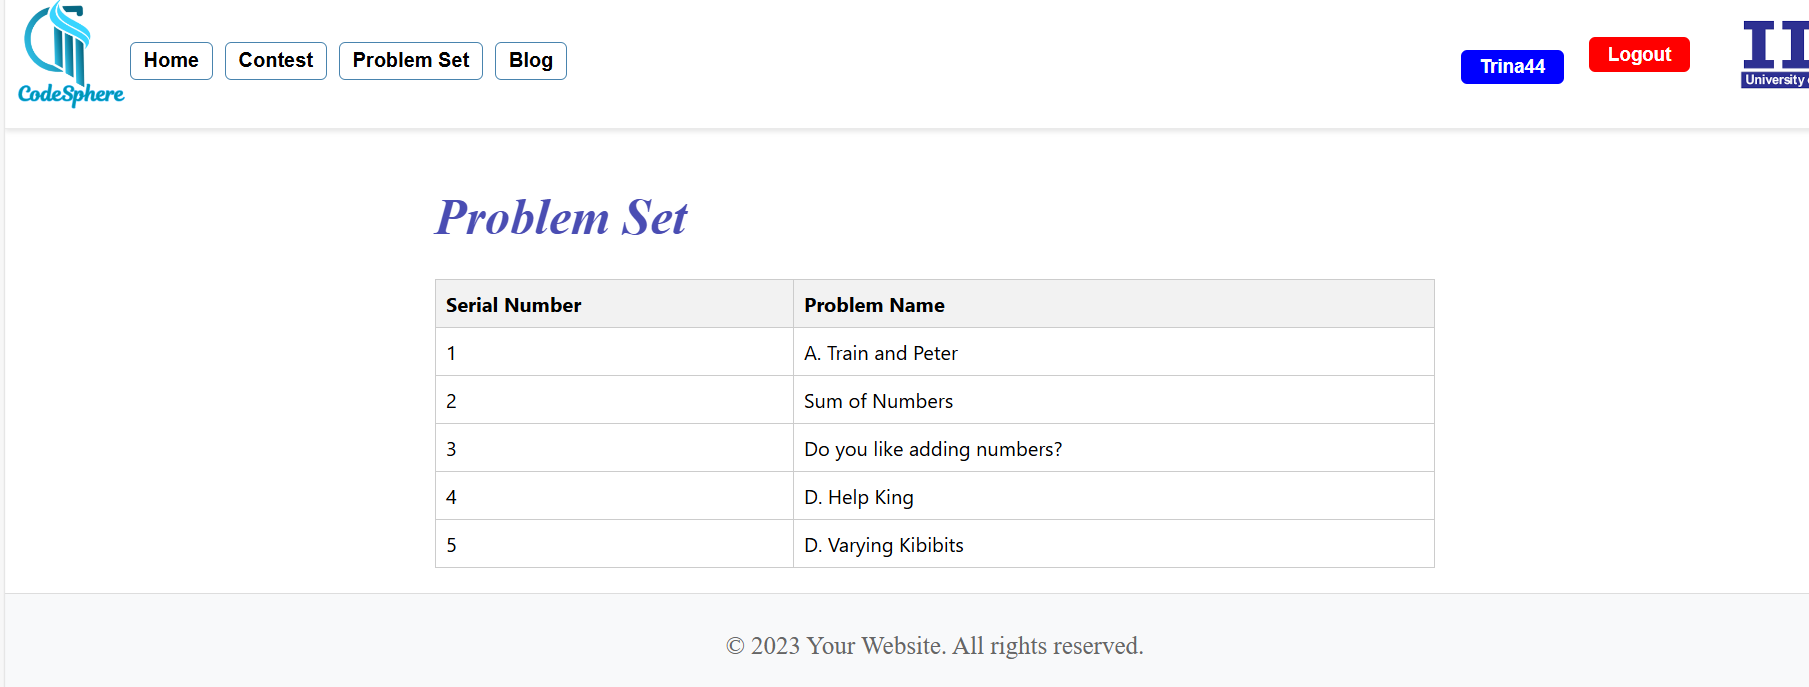 CodeSphere
Home Contest Problem Set Blog
Trina44 Logout
II
University
Problem Set
Serial Number Problem Name
1 A. Train and Peter
2 Sum of Numbers
3 Do you like adding numbers?
4 D. Help King
5 D. Varying Kibibits
© 2023 Your Website. All rights reserved.